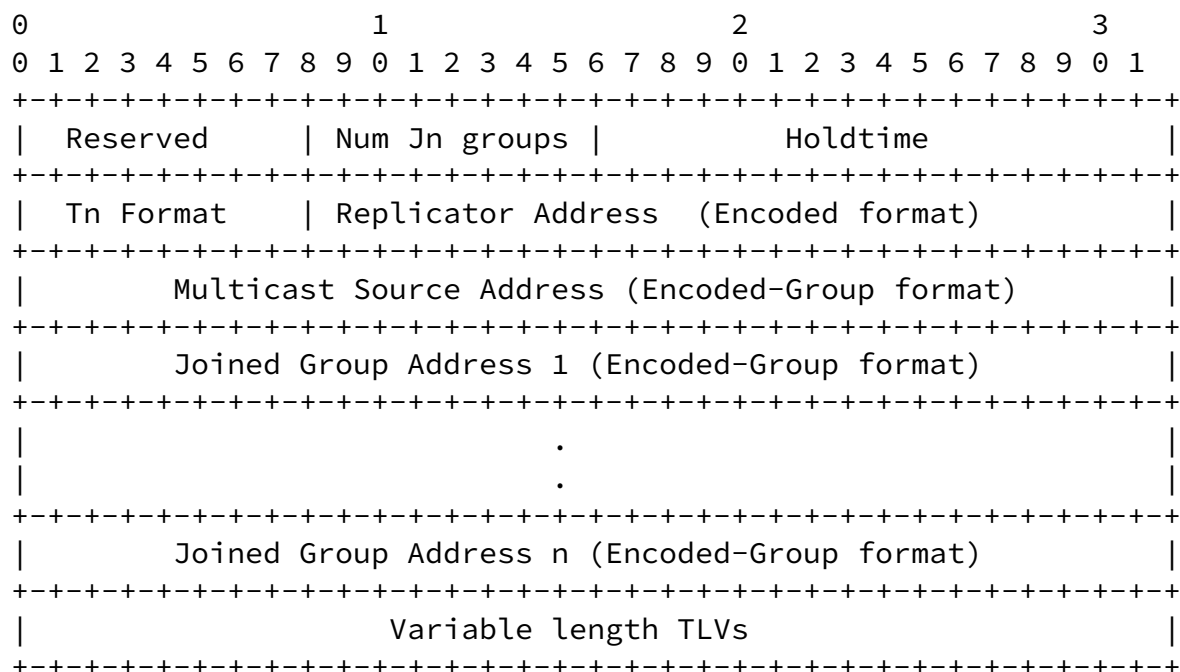 0                   1                   2                   3
0 1 2 3 4 5 6 7 8 9 0 1 2 3 4 5 6 7 8 9 0 1 2 3 4 5 6 7 8 9 0 1
+-+-+-+-+-+-+-+-+-+-+-+-+-+-+-+-+-+-+-+-+-+-+-+-+-+-+-+-+-+-+-+-+
|  Reserved     | Num Jn groups |          Holdtime             |
+-+-+-+-+-+-+-+-+-+-+-+-+-+-+-+-+-+-+-+-+-+-+-+-+-+-+-+-+-+-+-+-+
|  Tn Format    | Replicator Address  (Encoded format)          |
+-+-+-+-+-+-+-+-+-+-+-+-+-+-+-+-+-+-+-+-+-+-+-+-+-+-+-+-+-+-+-+-+
|        Multicast Source Address (Encoded-Group format)        |
+-+-+-+-+-+-+-+-+-+-+-+-+-+-+-+-+-+-+-+-+-+-+-+-+-+-+-+-+-+-+-+-+
|        Joined Group Address 1 (Encoded-Group format)          |
+-+-+-+-+-+-+-+-+-+-+-+-+-+-+-+-+-+-+-+-+-+-+-+-+-+-+-+-+-+-+-+-+
|                             .                                 |
|                             .                                 |
+-+-+-+-+-+-+-+-+-+-+-+-+-+-+-+-+-+-+-+-+-+-+-+-+-+-+-+-+-+-+-+-+
|        Joined Group Address n (Encoded-Group format)          |
+-+-+-+-+-+-+-+-+-+-+-+-+-+-+-+-+-+-+-+-+-+-+-+-+-+-+-+-+-+-+-+-+
|                    Variable length TLVs                       |
+-+-+-+-+-+-+-+-+-+-+-+-+-+-+-+-+-+-+-+-+-+-+-+-+-+-+-+-+-+-+-+-+